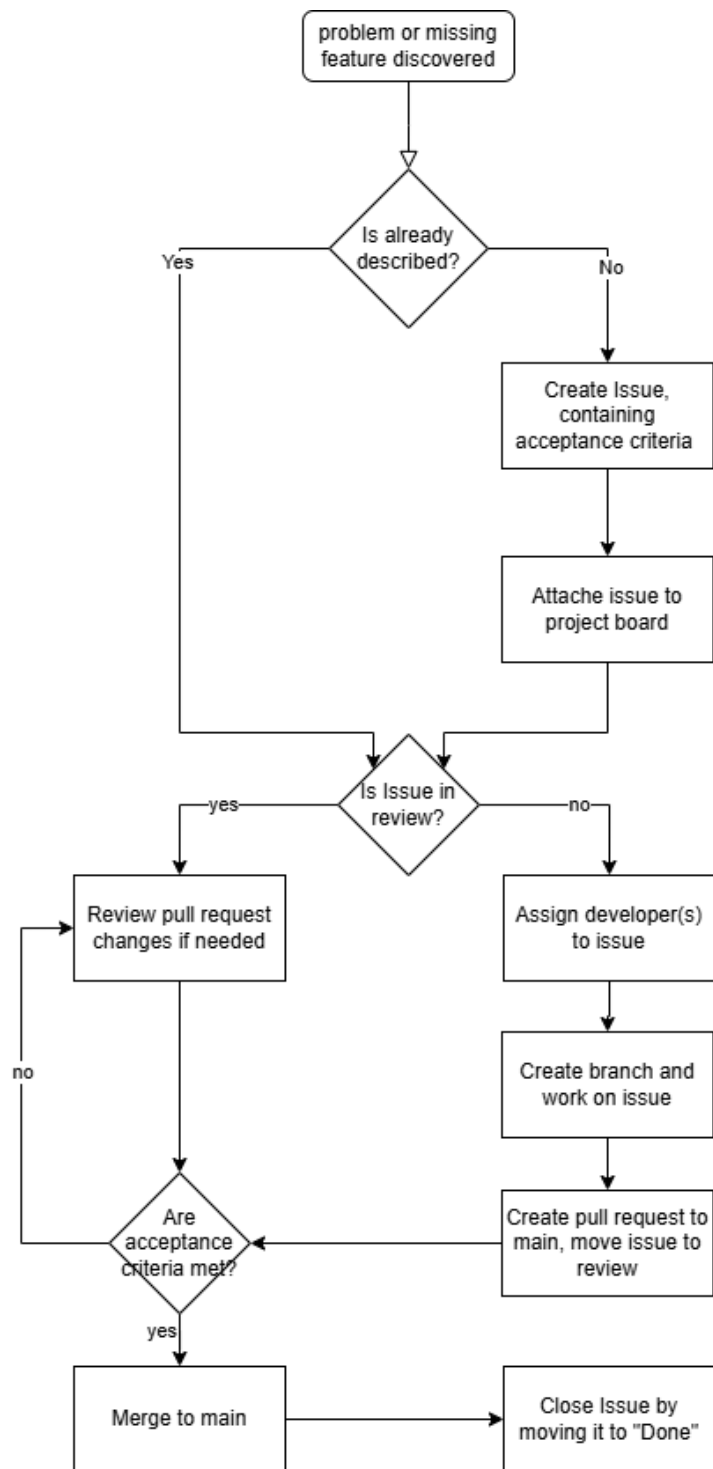 problem or missing
feature discovered
Is already
described?
Yes
No
Create Issue,
containing
acceptance criteria
Attache issue to
project board
Is Issue in
review?
yes
no
Review pull request
changes if needed
Assign developer(s)
to issue
no
Create branch and
work on issue
Are
acceptance
criteria met?
Create pull request to
main, move issue to
review
yes
Merge to main
Close Issue by
moving it to "Done"